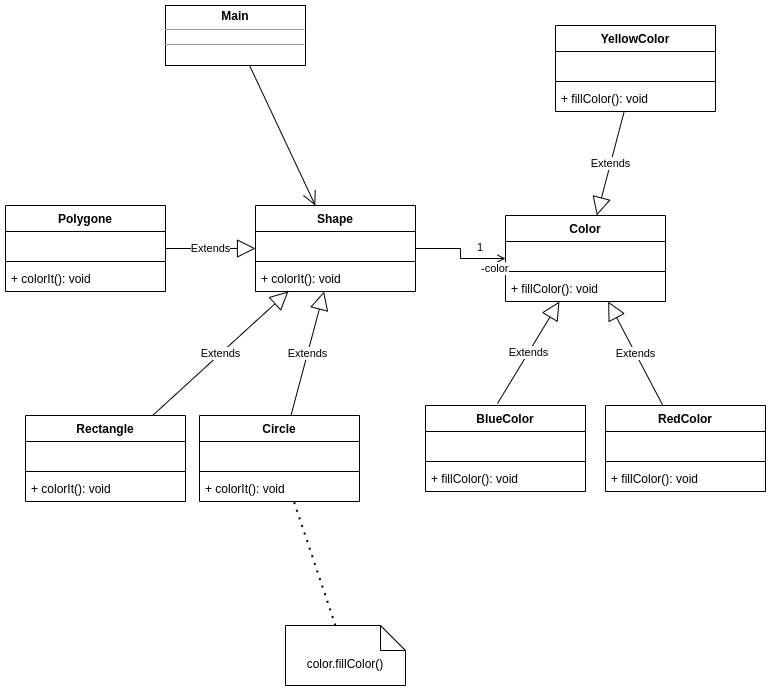 Main
YellowColor
+ fillColor(): void
Extends
Polygone
+ colorIt(): void
Extends
Shape
+ colorIt(): void
1
-color
Color
+ fillColor(): void
Extends
Extends
Extends
Extends
Rectangle
+ colorIt(): void
Circle
+ colorIt(): void
BlueColor
+ fillColor(): void
RedColor
+ fillColor(): void
color.fillColor()